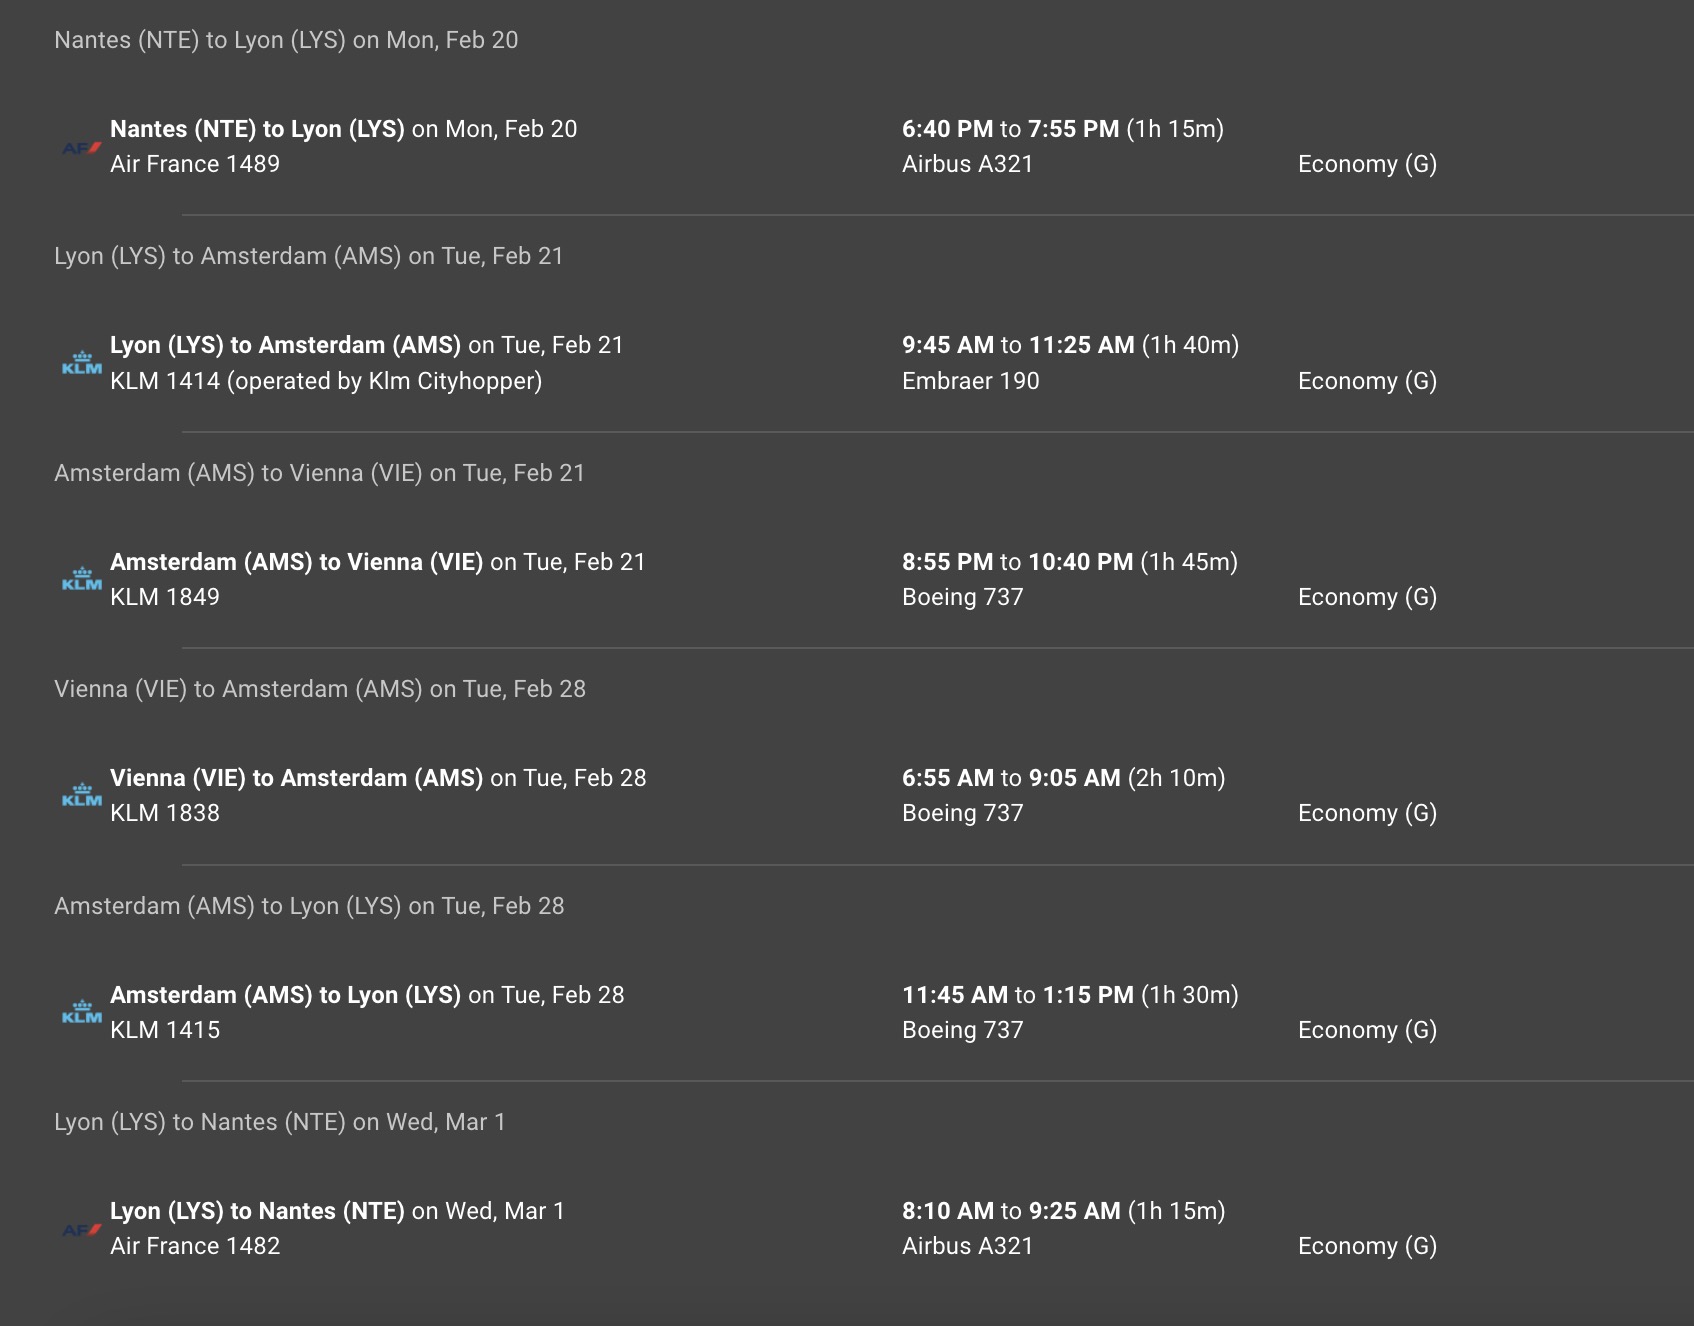 Nantes (NTE) to Lyon (LYS) on Mon, Feb 20
AF Nantes (NTE) to Lyon (LYS) on Mon, Feb 20 6:40 PM to 7:55 PM (1h 15m)
Air France 1489 Airbus A321 Economy (G)
Lyon (LYS) to Amsterdam (AMS) on Tue, Feb 21
KLM Lyon (LYS) to Amsterdam (AMS) on Tue, Feb 21 9:45 AM to 11:25 AM (1h 40m)
KLM 1414 (operated by Klm Cityhopper) Embraer 190 Economy (G)
Amsterdam (AMS) to Vienna (VIE) on Tue, Feb 21
KLM Amsterdam (AMS) to Vienna (VIE) on Tue, Feb 21 8:55 PM to 10:40 PM (1h 45m)
KLM 1849 Boeing 737 Economy (G)
Vienna (VIE) to Amsterdam (AMS) on Tue, Feb 28
KLM Vienna (VIE) to Amsterdam (AMS) on Tue, Feb 28 6:55 AM to 9:05 AM (2h 10m)
KLM 1838 Boeing 737 Economy (G)
Amsterdam (AMS) to Lyon (LYS) on Tue, Feb 28
KLM Amsterdam (AMS) to Lyon (LYS) on Tue, Feb 28 11:45 AM to 1:15 PM (1h 30m)
KLM 1415 Boeing 737 Economy (G)
Lyon (LYS) to Nantes (NTE) on Wed, Mar 1
AF Lyon (LYS) to Nantes (NTE) on Wed, Mar 1 8:10 AM to 9:25 AM (1h 15m)
Air France 1482 Airbus A321 Economy (G)